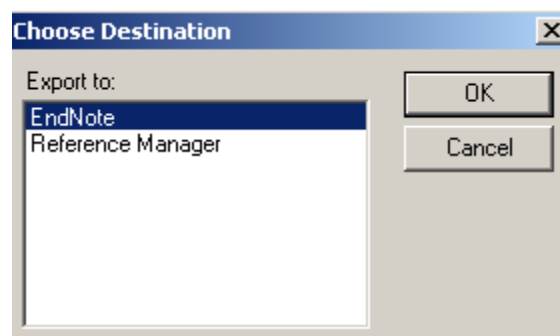 Choose Destination
Export to:
EndNote
Reference Manager
OK
Cancel